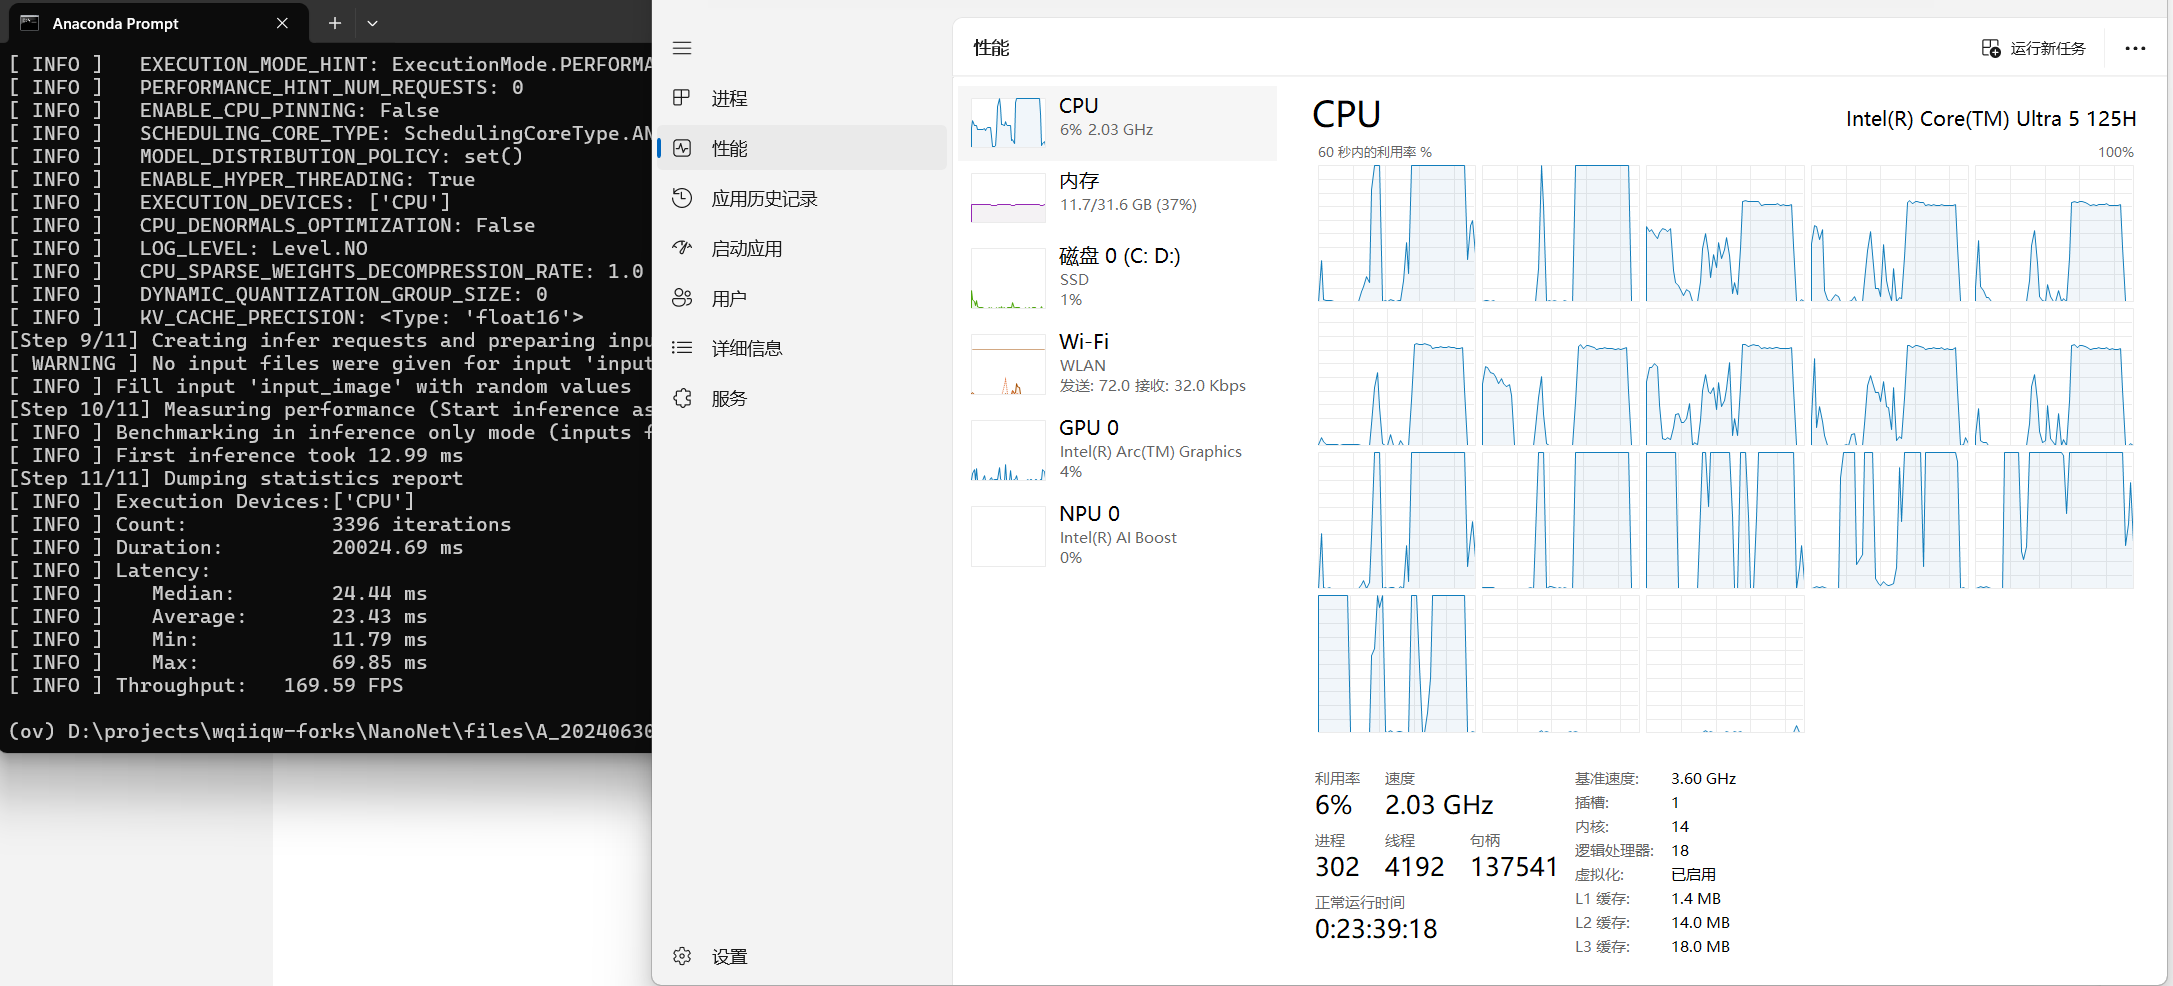 Anaconda Prompt
[ INFO ]   EXECUTION_MODE_HINT: ExecutionMode.PERFORMA
[ INFO ]   PERFORMANCE_HINT_NUM_REQUESTS: 0
[ INFO ]   ENABLE_CPU_PINNING: False
[ INFO ]   SCHEDULING_CORE_TYPE: SchedulingCoreType.AN
[ INFO ]   MODEL_DISTRIBUTION_POLICY: set()
[ INFO ]   ENABLE_HYPER_THREADING: True
[ INFO ]   EXECUTION_DEVICES: ['CPU']
[ INFO ]   CPU_DENORMALS_OPTIMIZATION: False
[ INFO ]   LOG_LEVEL: Level.NO
[ INFO ]   CPU_SPARSE_WEIGHTS_DECOMPRESSION_RATE: 1.0
[ INFO ]   DYNAMIC_QUANTIZATION_GROUP_SIZE: 0
[ INFO ]   KV_CACHE_PRECISION: <Type: 'float16'>
[Step 9/11] Creating infer requests and preparing inpu
[ WARNING ] No input files were given for input 'input
[ INFO ] Fill input 'input_image' with random values
[Step 10/11] Measuring performance (Start inference as
[ INFO ] Benchmarking in inference only mode (inputs f
[ INFO ] First inference took 12.99 ms
[Step 11/11] Dumping statistics report
[ INFO ] Execution Devices:['CPU']
[ INFO ] Count:            3396 iterations
[ INFO ] Duration:         20024.69 ms
[ INFO ] Latency:
[ INFO ]    Median:        24.44 ms
[ INFO ]    Average:       23.43 ms
[ INFO ]    Min:           11.79 ms
[ INFO ]    Max:           69.85 ms
[ INFO ] Throughput:   169.59 FPS
(ov) D:\projects\wqiiqw-forks\NanoNet\files\A_20240630
进程
性能
应用历史记录
启动应用
用户
详细信息
服务
设置
性能
运行新任务
CPU
6% 2.03 GHz
内存
11.7/31.6 GB (37%)
磁盘 0 (C: D:)
SSD
1%
Wi-Fi
WLAN
发送: 72.0 接收: 32.0 Kbps
GPU 0
Intel(R) Arc(TM) Graphics
4%
NPU 0
Intel(R) AI Boost
0%
CPU
Intel(R) Core(TM) Ultra 5 125H
60 秒内的利用率 %
100%
利用率 速度
6% 2.03 GHz
进程 线程 句柄
302 4192 137541
正常运行时间
0:23:39:18
基准速度: 3.60 GHz
插槽: 1
内核: 14
逻辑处理器: 18
虚拟化: 已启用
L1 缓存: 1.4 MB
L2 缓存: 14.0 MB
L3 缓存: 18.0 MB